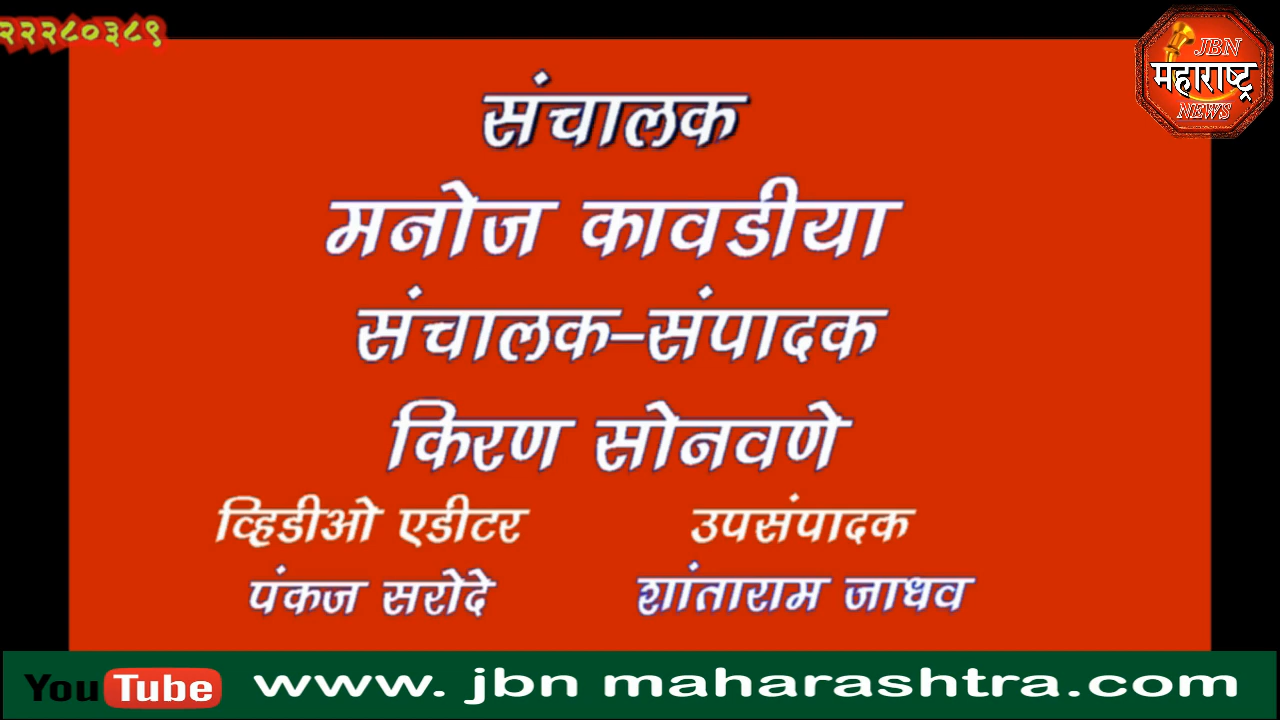 २२२८०३८९
JBN
महाराष्ट्र
NEWS
संचालक
मनोज कावडीया
संचालक–संपादक
किरण सोनवणे
व्हिडीओ एडीटर उपसंपादक
पंकज सरोदे शांताराम जाधव
YouTube www. jbn maharashtra.com